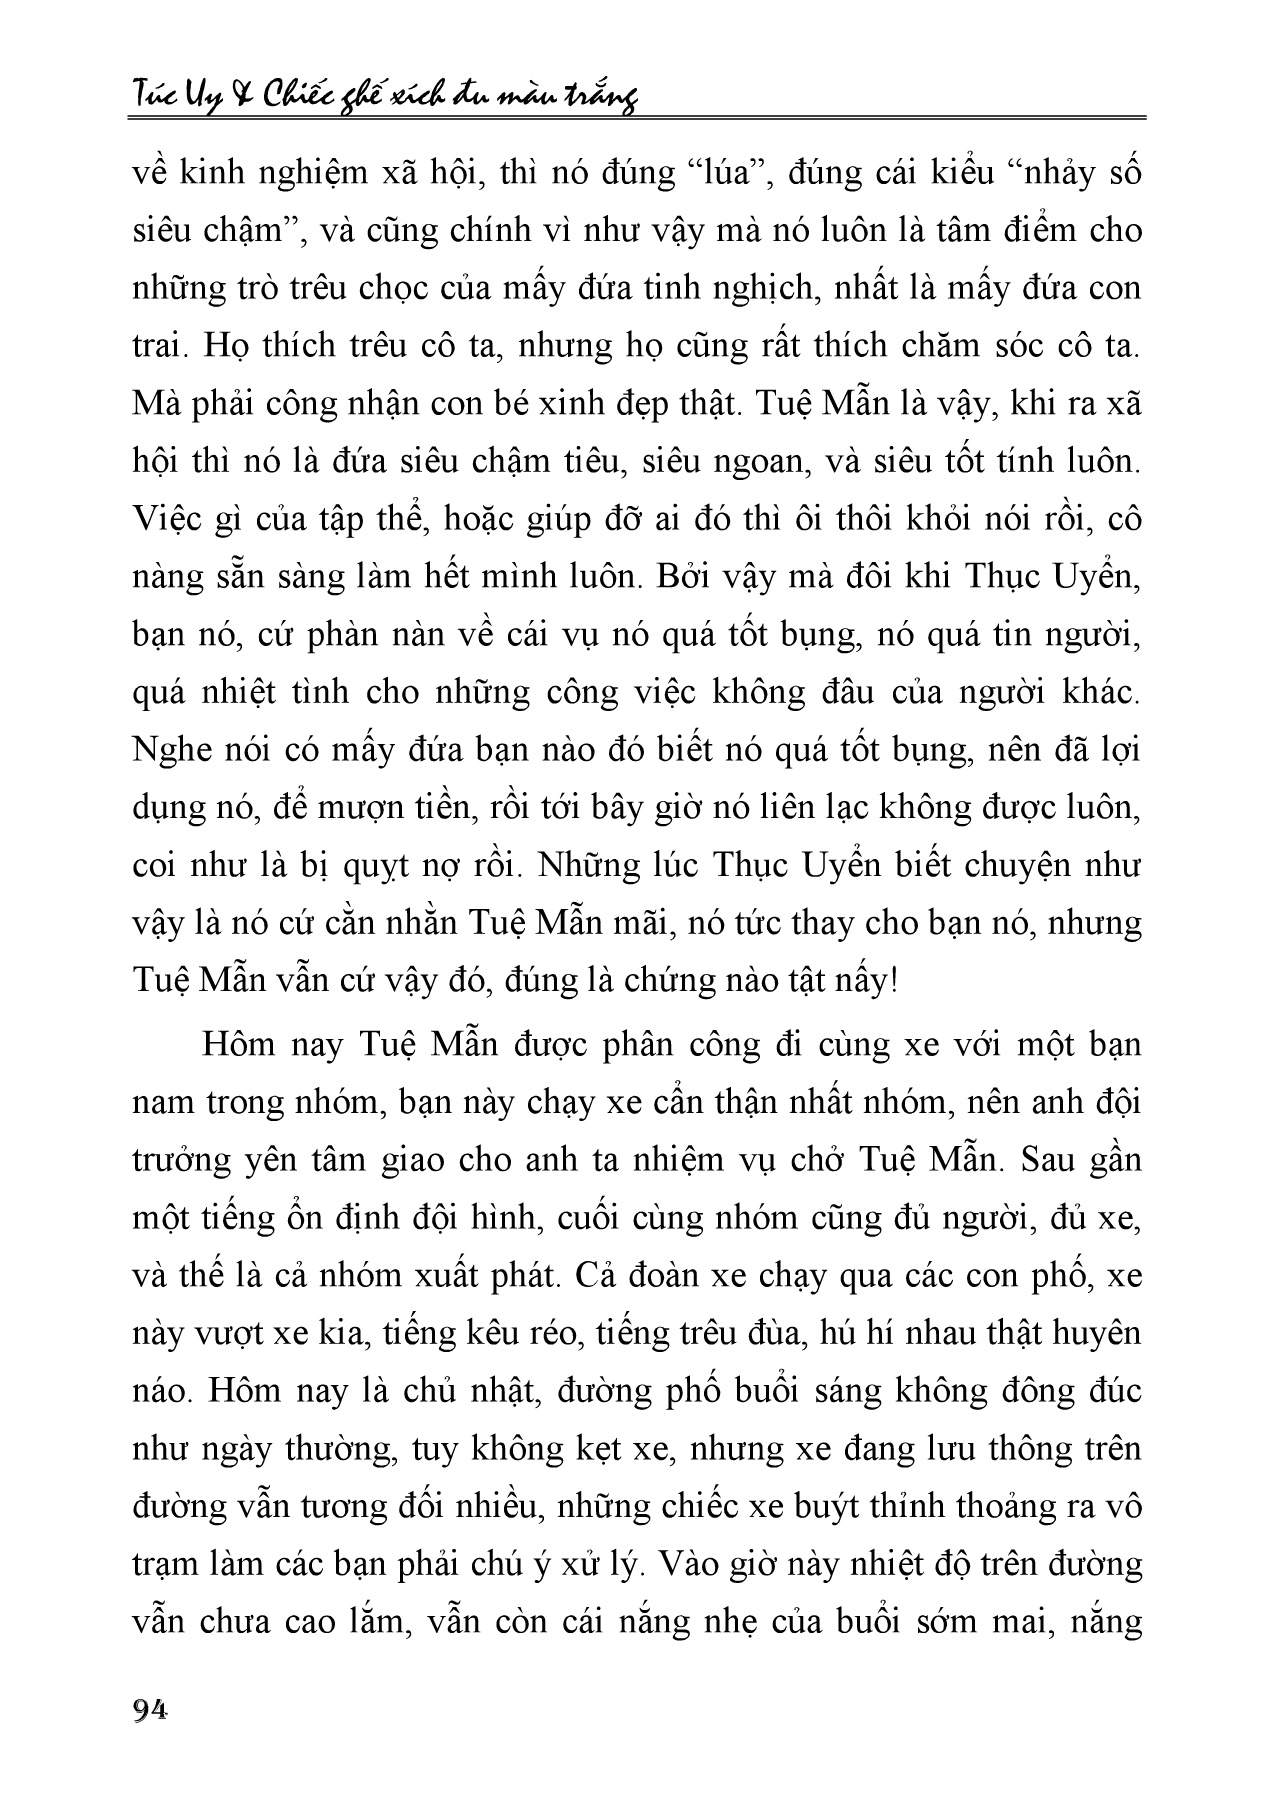 Túc Uy & Chiếc ghế xích đu màu trắng
về kinh nghiệm xã hội, thì nó đúng “lúa”, đúng cái kiểu “nhảy số
siêu chậm”, và cũng chính vì như vậy mà nó luôn là tâm điểm cho
những trò trêu chọc của mấy đứa tinh nghịch, nhất là mấy đứa con
trai. Họ thích trêu cô ta, nhưng họ cũng rất thích chăm sóc cô ta.
Mà phải công nhận con bé xinh đẹp thật. Tuệ Mẫn là vậy, khi ra xã
hội thì nó là đứa siêu chậm tiêu, siêu ngoan, và siêu tốt tính luôn.
Việc gì của tập thể, hoặc giúp đỡ ai đó thì ôi thôi khỏi nói rồi, cô
nàng sẵn sàng làm hết mình luôn. Bởi vậy mà đôi khi Thục Uyển,
bạn nó, cứ phàn nàn về cái vụ nó quá tốt bụng, nó quá tin người,
quá nhiệt tình cho những công việc không đâu của người khác.
Nghe nói có mấy đứa bạn nào đó biết nó quá tốt bụng, nên đã lợi
dụng nó, để mượn tiền, rồi tới bây giờ nó liên lạc không được luôn,
coi như là bị quỵt nợ rồi. Những lúc Thục Uyển biết chuyện như
vậy là nó cứ cằn nhằn Tuệ Mẫn mãi, nó tức thay cho bạn nó, nhưng
Tuệ Mẫn vẫn cứ vậy đó, đúng là chứng nào tật nấy!
Hôm nay Tuệ Mẫn được phân công đi cùng xe với một bạn
nam trong nhóm, bạn này chạy xe cẩn thận nhất nhóm, nên anh đội
trưởng yên tâm giao cho anh ta nhiệm vụ chở Tuệ Mẫn. Sau gần
một tiếng ổn định đội hình, cuối cùng nhóm cũng đủ người, đủ xe,
và thế là cả nhóm xuất phát. Cả đoàn xe chạy qua các con phố, xe
này vượt xe kia, tiếng kêu réo, tiếng trêu đùa, hú hí nhau thật huyên
náo. Hôm nay là chủ nhật, đường phố buổi sáng không đông đúc
như ngày thường, tuy không kẹt xe, nhưng xe đang lưu thông trên
đường vẫn tương đối nhiều, những chiếc xe buýt thỉnh thoảng ra vô
trạm làm các bạn phải chú ý xử lý. Vào giờ này nhiệt độ trên đường
vẫn chưa cao lắm, vẫn còn cái nắng nhẹ của buổi sớm mai, nắng
94